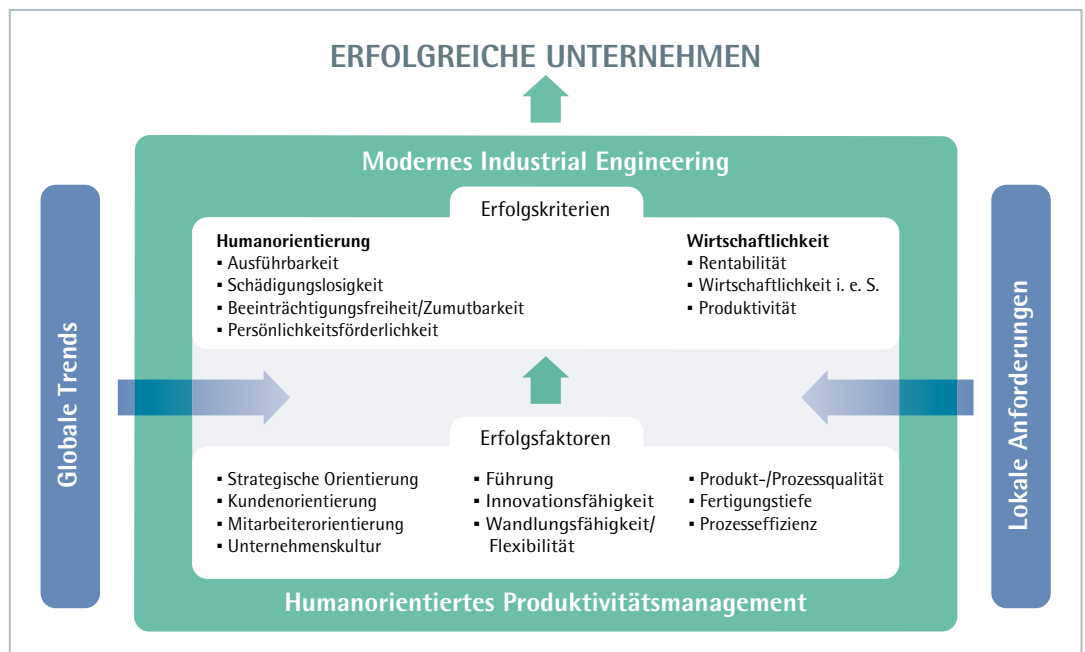 ERFOLGREICHE UNTERNEHMEN
Modernes Industrial Engineering
Globale Trends
Erfolgskriterien
Humanorientierung
▪ Ausführbarkeit
▪ Schädigungslosigkeit
▪ Beeinträchtigungsfreiheit/Zumutbarkeit
▪ Persönlichkeitsförderlichkeit
Wirtschaftlichkeit
▪ Rentabilität
▪ Wirtschaftlichkeit i. e. S.
▪ Produktivität
Erfolgsfaktoren
▪ Strategische Orientierung
▪ Kundenorientierung
▪ Mitarbeiterorientierung
▪ Unternehmenskultur
▪ Führung
▪ Innovationsfähigkeit
▪ Wandlungsfähigkeit/
Flexibilität
▪ Produkt-/Prozessqualität
▪ Fertigungstiefe
▪ Prozesseffizienz
Lokale Anforderungen
Humanorientiertes Produktivitätsmanagement